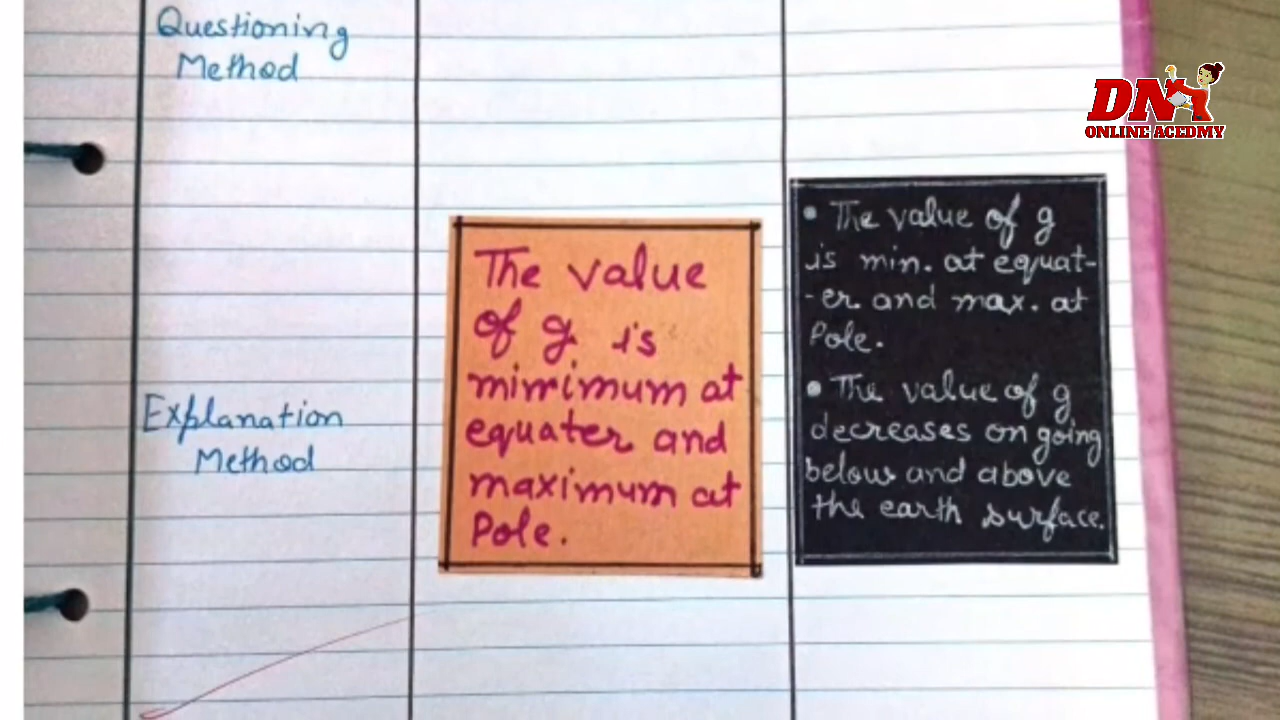 Questioning
Method
DN
ONLINE ACEDMY
Explanation
Method
The value
of g is
minimum at
equater and
maximum at
Pole.
• The value of g
is min. at equat-
-er and max. at
Pole.
• The value of g
decreases on going
below and above
the earth surface.